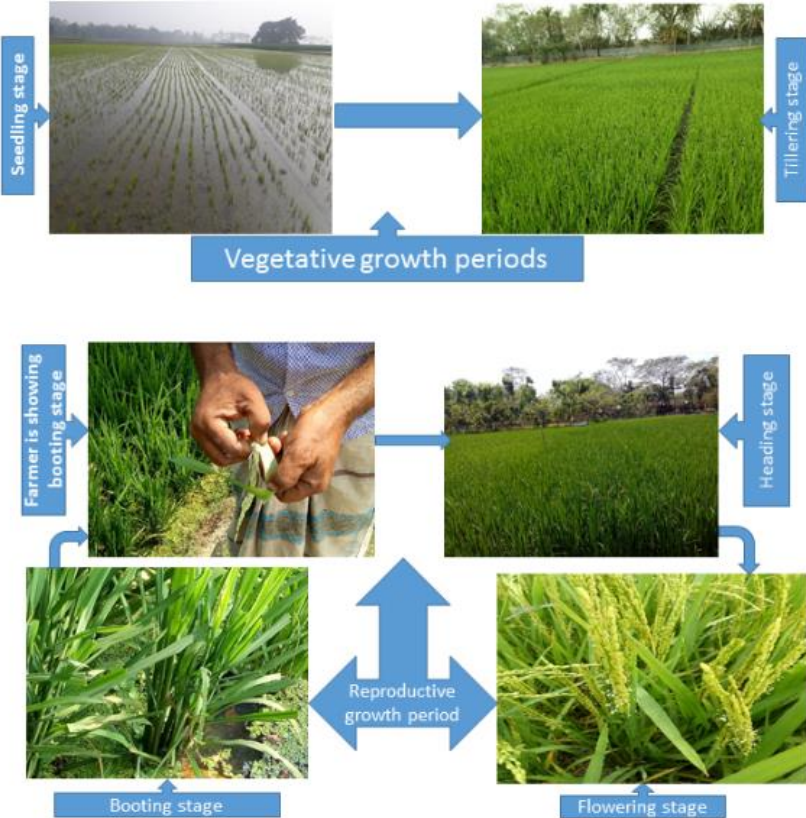 Seedling stage
Tillering stage
Vegetative growth periods
Farmer is showing
booting stage
Heading stage
Reproductive
growth period
Booting stage
Flowering stage